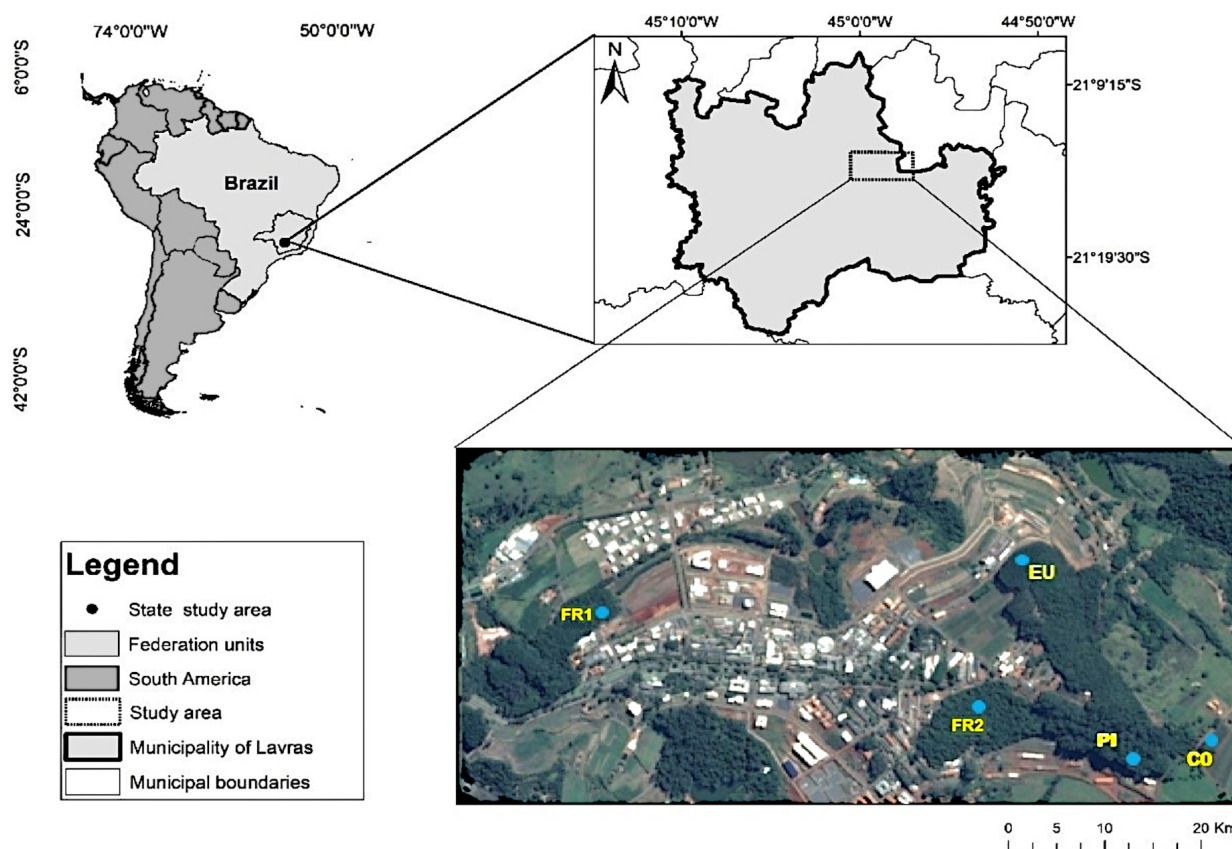 74°0'0"W
50°0'0"W
6°0'0"S
24°0'0"S
42°0'0"S
Brazil
45°10'0"W
45°0'0"W
44°50'0"W
N
21°9'15"S
21°19'30"S
Legend
State study area
Federation units
South America
Study area
Municipality of Lavras
Municipal boundaries
FR1
EU
FR2
PI
CO
0 5 10 20 Km